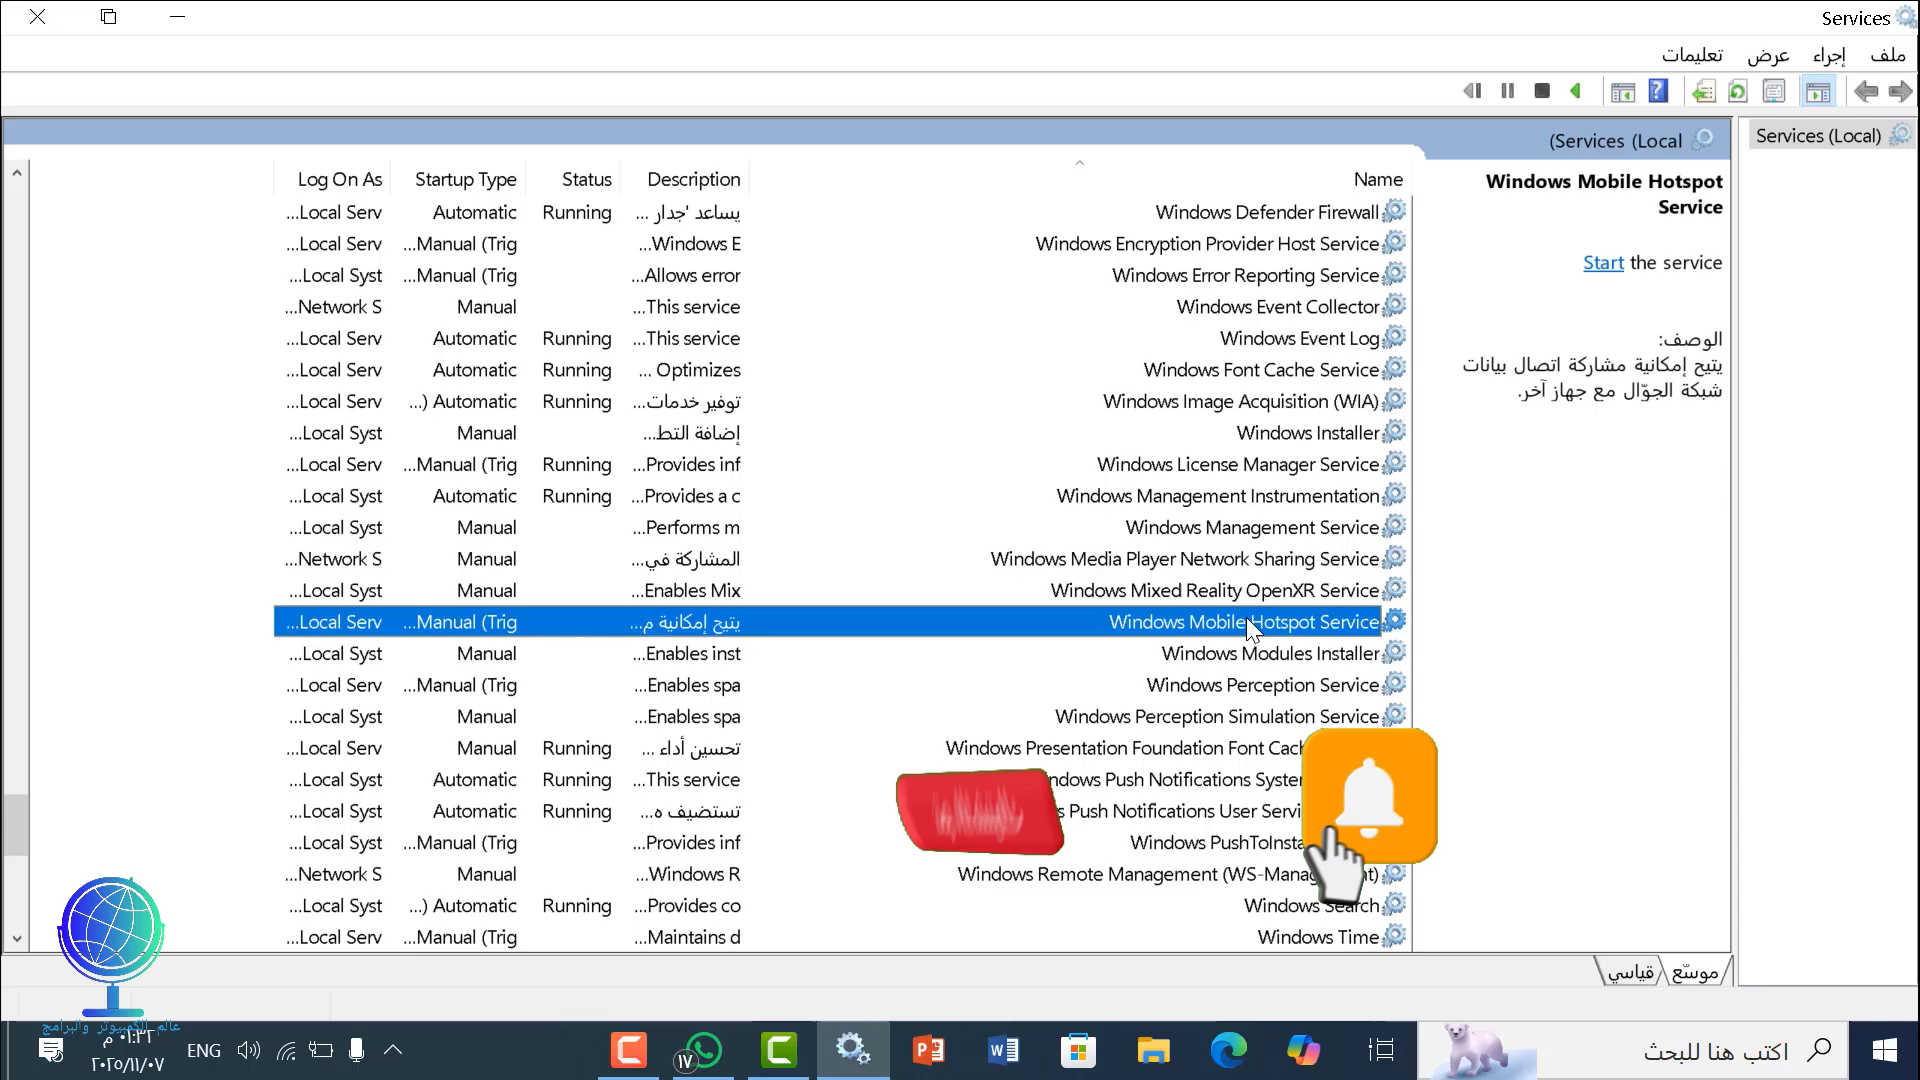 Services
ملف إجراء عرض تعليمات
Services (Local)
(Services (Local
Windows Mobile Hotspot
Service
Start the service
الوصف:
يتيح إمكانية مشاركة اتصال بيانات
شبكة الجوّال مع جهاز آخر.
Name Description Status Startup Type Log On As
Windows Defender Firewall يساعد 'جدار ... Running Automatic ...Local Serv
Windows Encryption Provider Host Service ...Windows E ...Manual (Trig ...Local Serv
Windows Error Reporting Service ...Allows error ...Manual (Trig ...Local Syst
Windows Event Collector ...This service Manual ...Network S
Windows Event Log ...This service Running Automatic ...Local Serv
Windows Font Cache Service ... Optimizes Running Automatic ...Local Serv
Windows Image Acquisition (WIA) توفير خدمات... Running ...) Automatic ...Local Serv
Windows Installer إضافة التط... Manual ...Local Syst
Windows License Manager Service ...Provides inf Running ...Manual (Trig ...Local Serv
Windows Management Instrumentation ...Provides a c Running Automatic ...Local Syst
Windows Management Service ...Performs m Manual ...Local Syst
Windows Media Player Network Sharing Service المشاركة في... Manual ...Network S
Windows Mixed Reality OpenXR Service ...Enables Mix Manual ...Local Syst
Windows Mobile Hotspot Service يتيح إمكانية م... ...Manual (Trig ...Local Serv
Windows Modules Installer ...Enables inst Manual ...Local Syst
Windows Perception Service ...Enables spa ...Manual (Trig ...Local Serv
Windows Perception Simulation Service ...Enables spa Manual ...Local Syst
Windows Presentation Foundation Font Cac تحسين أداء ... Running Manual ...Local Serv
ndows Push Notifications Syster ...This service Running Automatic ...Local Syst
s Push Notifications User Servi تستضيف ه... Running Automatic ...Local Syst
Windows PushToInsta ...Provides inf ...Manual (Trig ...Local Syst
Windows Remote Management (WS-Manag ...Windows R Manual ...Network S
Windows Search ...Provides co Running ...) Automatic ...Local Syst
Windows Time ...Maintains d ...Manual (Trig ...Local Serv
موسّع قياسي
عالم الكمبيوتر والبرامج
اكتب هنا للبحث
١٧
ENG
٠١:٣٢ م
٢٠٢٥/١١/٠٧